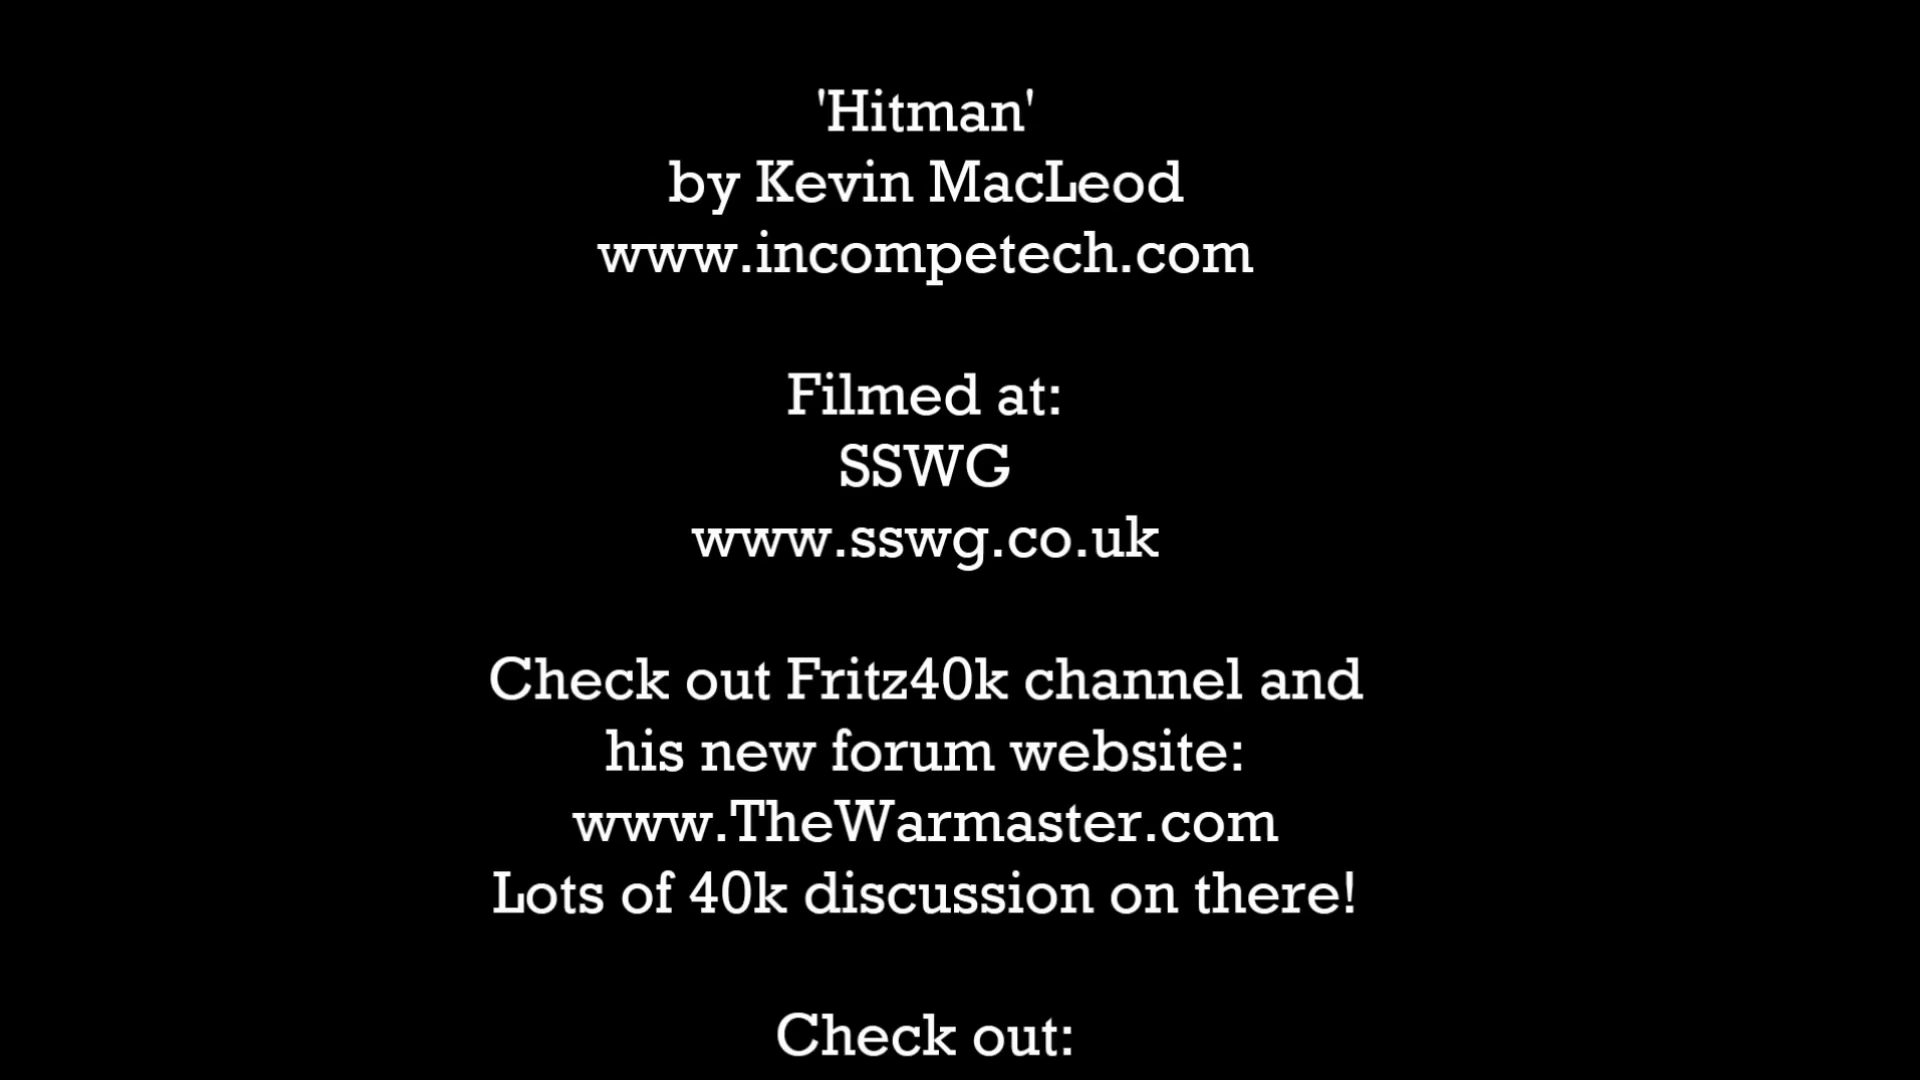 'Hitman'
by Kevin MacLeod
www.incompetech.com
Filmed at:
SSWG
www.sswg.co.uk
Check out Fritz40k channel and
his new forum website:
www.TheWarmaster.com
Lots of 40k discussion on there!
Check out: